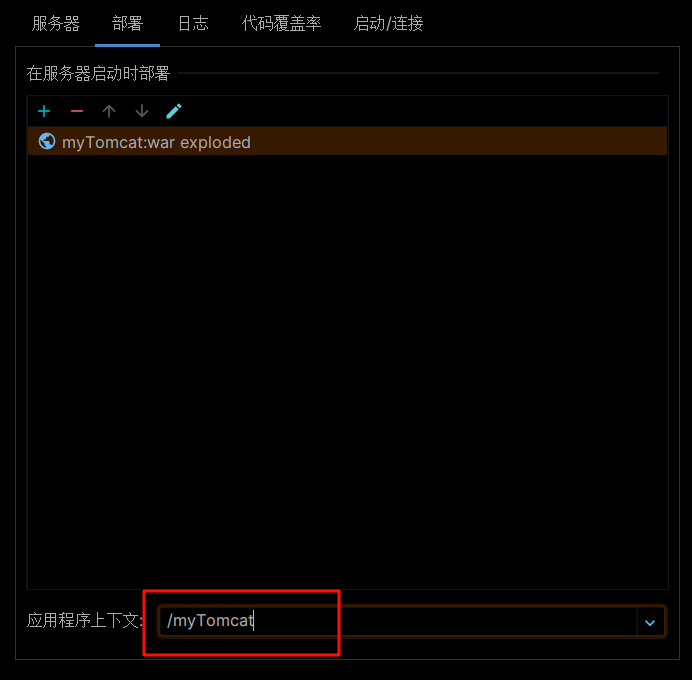 服务器 部署 日志 代码覆盖率 启动/连接
在服务器启动时部署
myTomcat:war exploded
应用程序上下文: /myTomcat